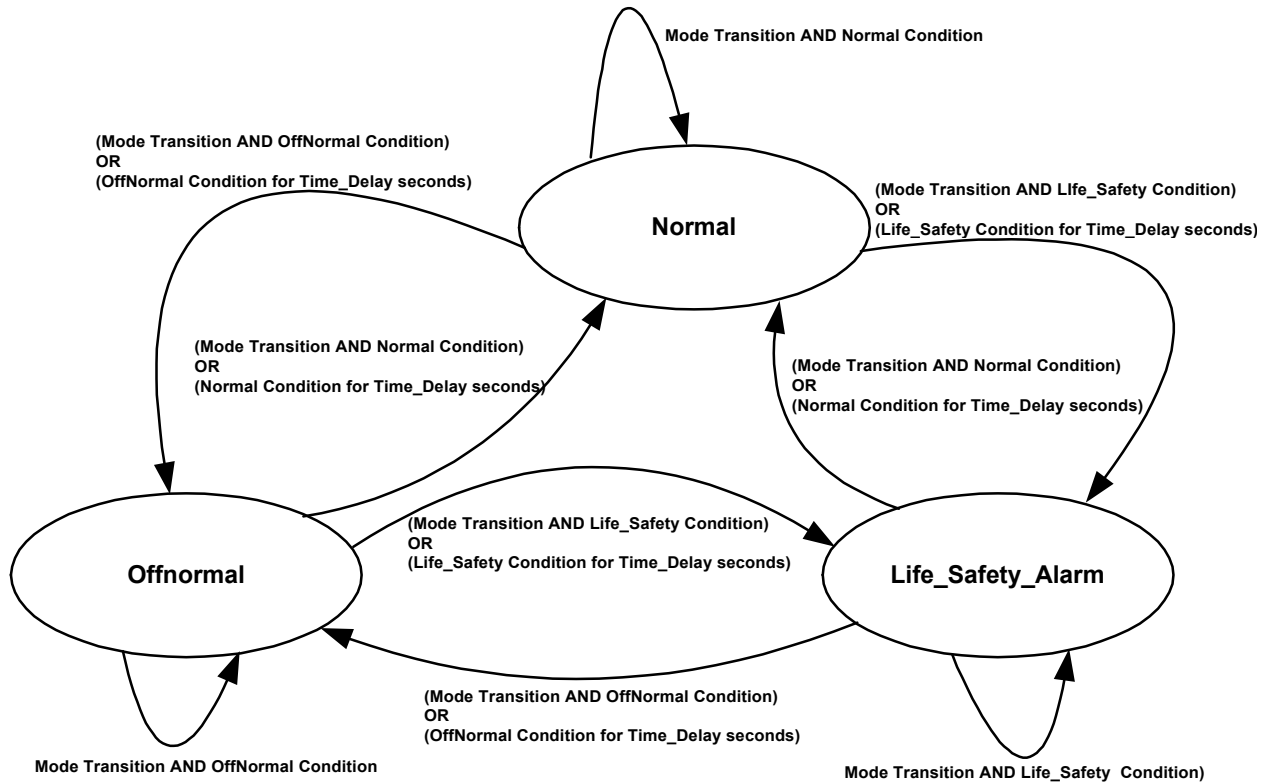 Mode Transition AND Normal Condition
(Mode Transition AND OffNormal Condition)
OR
(OffNormal Condition for Time_Delay seconds)
(Mode Transition AND LIfe_Safety Condition)
OR
(Life_Safety Condition for Time_Delay seconds)
Normal
(Mode Transition AND Normal Condition)
OR
(Normal Condition for Time_Delay seconds)
(Mode Transition AND Normal Condition)
OR
(Normal Condition for Time_Delay seconds)
(Mode Transition AND Life_Safety Condition)
OR
(Life_Safety Condition for Time_Delay seconds)
Offnormal
Life_Safety_Alarm
(Mode Transition AND OffNormal Condition)
OR
(OffNormal Condition for Time_Delay seconds)
Mode Transition AND OffNormal Condition
Mode Transition AND Life_Safety  Condition)